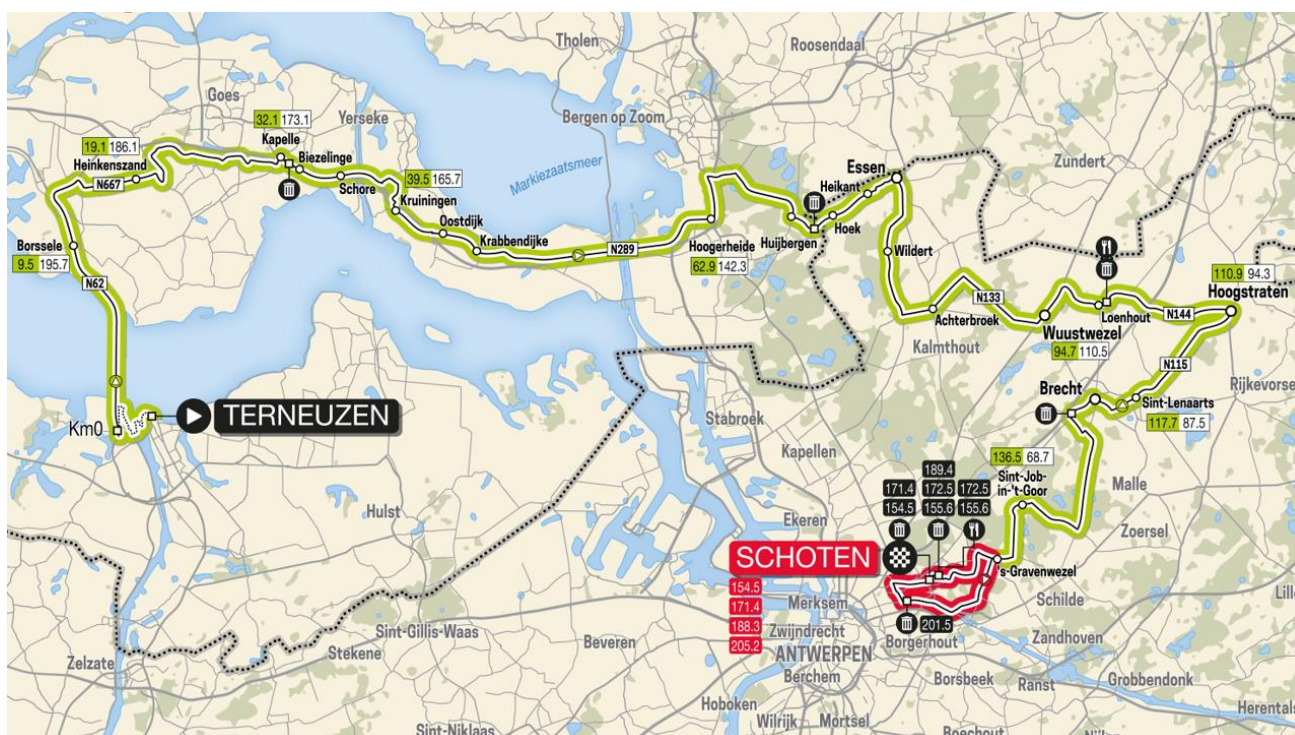 Tholen
Roosendaal
Goes
Yerseke
Bergen op Zoom
32.1 173.1
Kapelle
19.1 186.1
Heinkenszand
Biezelinge
N667
Schore
39.5 165.7
Kruiningen
Markiezaatsmeer
Essen
Zundert
Heikant
Hoek
Huijbergen
Oostdijk
Krabbendijke
N289
Hoogerheide
62.9 142.3
Borssele
9.5 195.7
N62
Wildert
110.9 94.3
Hoogstraten
Achterbroek
N133
Loenhout
N144
Wuustwezel
94.7 110.5
Kalmthout
N115
Rijkevorse
Brecht
Sint-Lenaarts
117.7 87.5
Km0
TERNEUZEN
Stabroek
Kapellen
136.5 68.7
Sint-Job-
in-'t-Goor
Malle
Zoersel
Hulst
Ekeren
189.4
171.4 172.5 172.5
154.5 155.6 155.6
SCHOTEN
154.5
171.4
188.3
205.2
's-Gravenwezel
Schilde
Lille
Merksem
201.5
Zwijndrecht
Borgerhout
Zandhoven
ANTWERPEN
Sint-Gillis-Waas
Beveren
Stekene
Zelzate
Berchem
Borsbeek
Ranst
Grobbendonk
Hoboken
Herentals
Sint-Niklaas
Wilrijk
Mortsel
Boechout